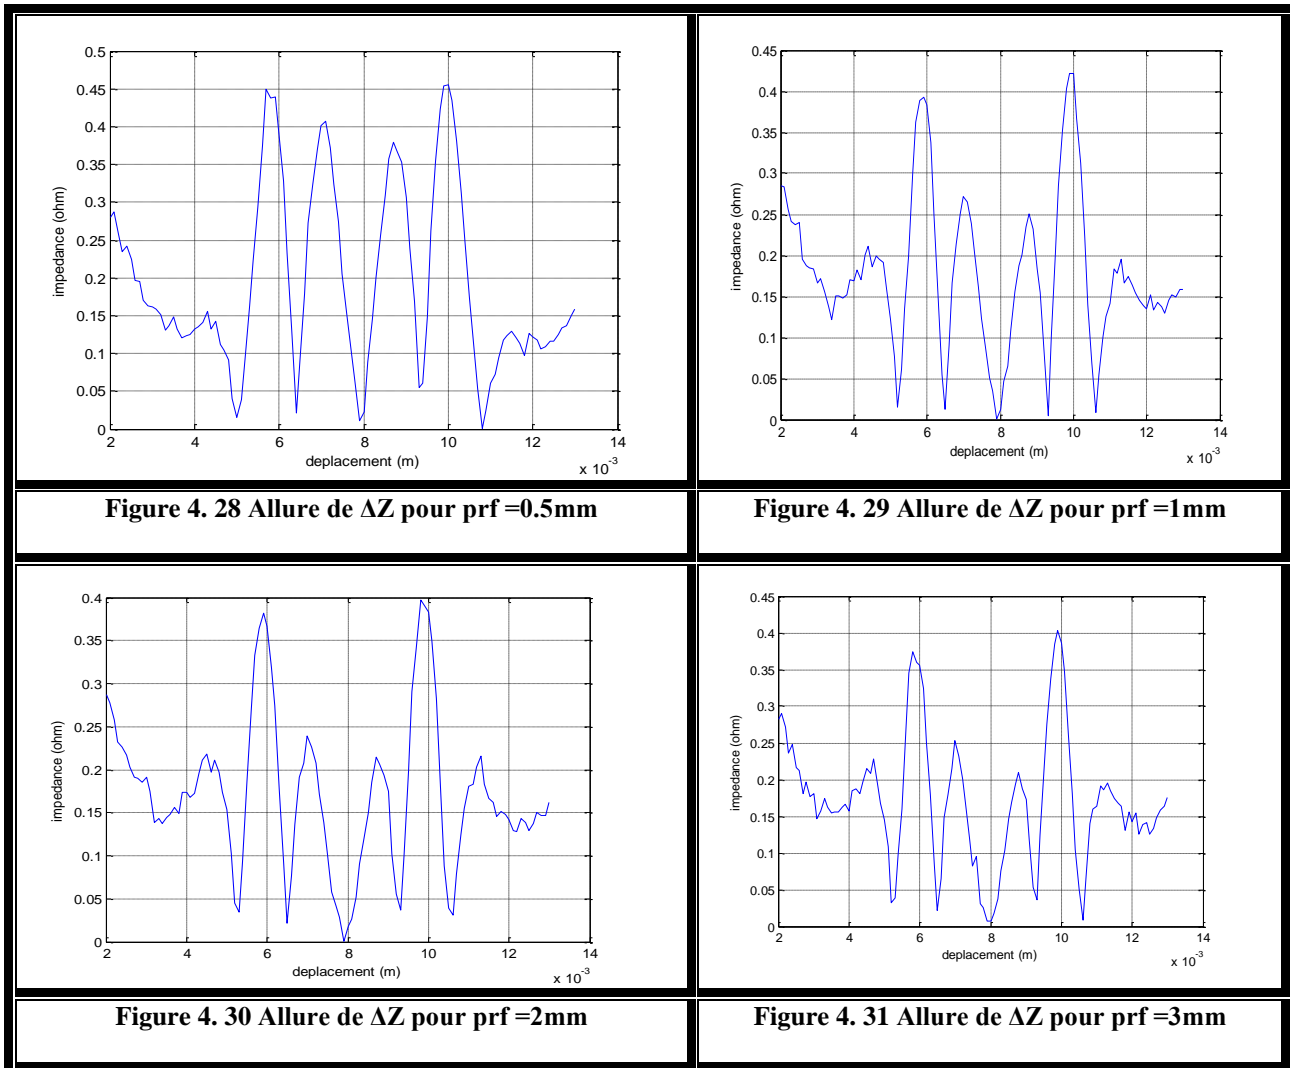 0.5
0.45
0.4
0.35
0.3
0.25
0.2
0.15
0.1
0.05
0
2 4 6 8 10 12 14
impedance (ohm)
deplacement (m)
x 10-3
Figure 4. 28 Allure de ΔZ pour prf =0.5mm
0.45
0.4
0.35
0.3
0.25
0.2
0.15
0.1
0.05
0
2 4 6 8 10 12 14
impedance (ohm)
deplacement (m)
x 10-3
Figure 4. 29 Allure de ΔZ pour prf =1mm
0.4
0.35
0.3
0.25
0.2
0.15
0.1
0.05
0
2 4 6 8 10 12 14
impedance (ohm)
deplacement (m)
x 10-3
Figure 4. 30 Allure de ΔZ pour prf =2mm
0.45
0.4
0.35
0.3
0.25
0.2
0.15
0.1
0.05
0
2 4 6 8 10 12 14
impedance (ohm)
deplacement (m)
x 10-3
Figure 4. 31 Allure de ΔZ pour prf =3mm